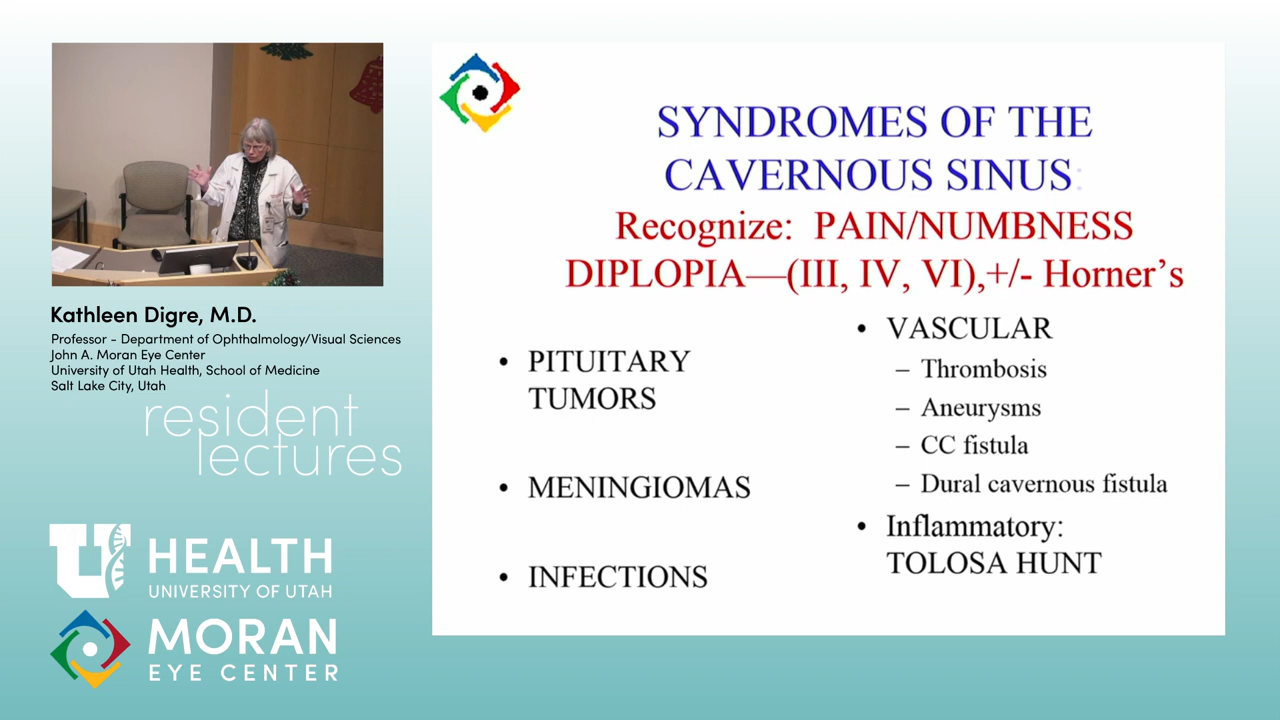 Kathleen Digre, M.D.
Professor - Department of Ophthalmology/Visual Sciences
John A. Moran Eye Center
University of Utah Health, School of Medicine
Salt Lake City, Utah
resident
lectures
U HEALTH
UNIVERSITY OF UTAH
MORAN
EYE CENTER
SYNDROMES OF THE
CAVERNOUS SINUS:
Recognize: PAIN/NUMBNESS
DIPLOPIA—(III, IV, VI),+/- Horner's
• PITUITARY
TUMORS
• MENINGIOMAS
• INFECTIONS
• VASCULAR
– Thrombosis
– Aneurysms
– CC fistula
– Dural cavernous fistula
• Inflammatory:
TOLOSA HUNT